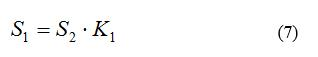 S₁ = S₂ · K₁ (7)